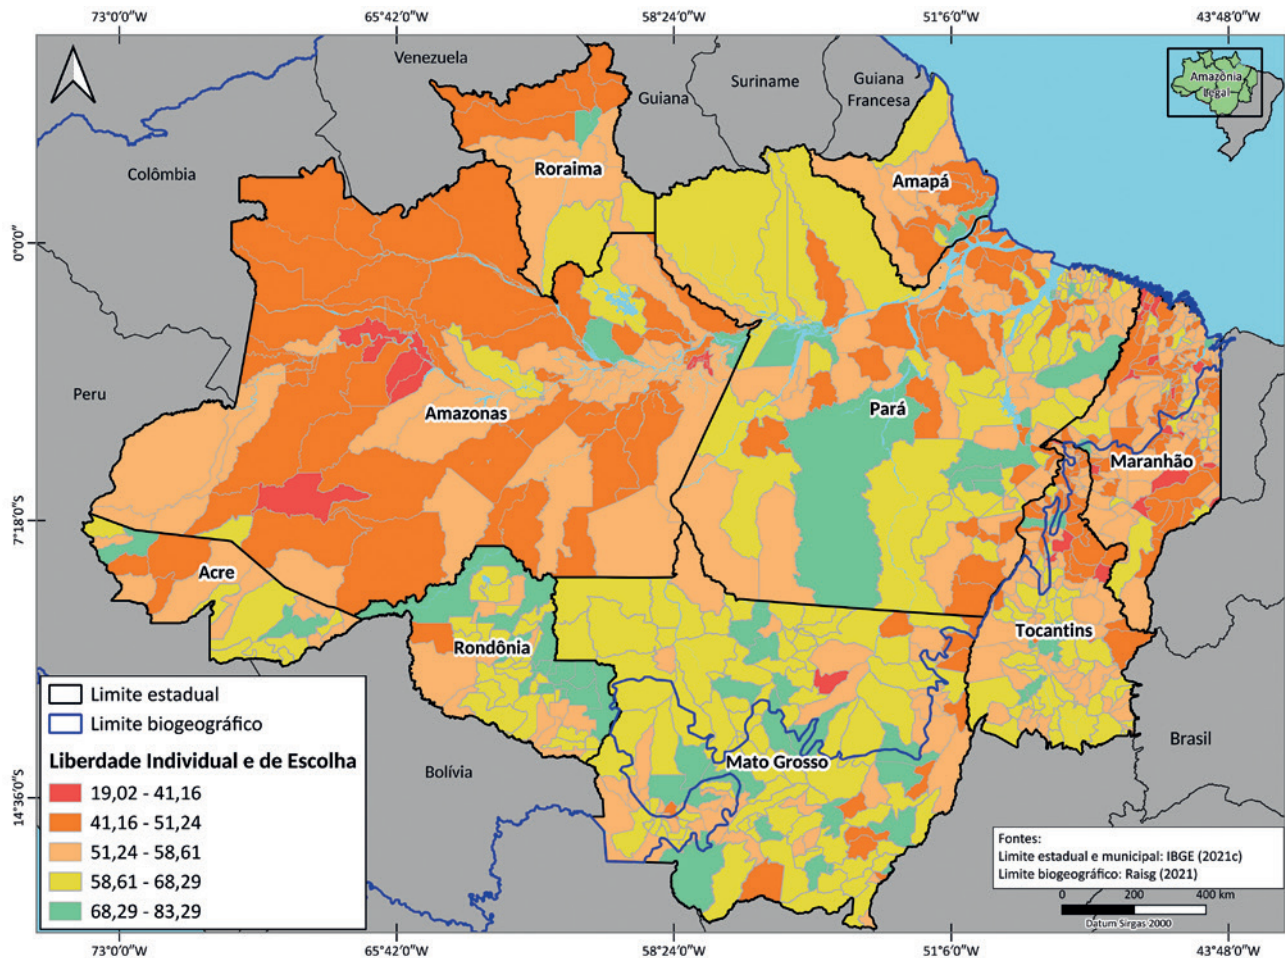 73°0'0"W
65°42'0"W
58°24'0"W
51°6'0"W
43°48'0"W
Venezuela
Suriname
Guiana
Guiana
Francesa
Amazônia
Legal
Colômbia
Roraima
Amapá
0°0'0"
Peru
Amazonas
Pará
Maranhão
7°18'0"S
Acre
Rondônia
Tocantins
Limite estadual
Limite biogeográfico
Liberdade Individual e de Escolha
19,02 - 41,16
41,16 - 51,24
51,24 - 58,61
58,61 - 68,29
68,29 - 83,29
Bolívia
Mato Grosso
Brasil
14°36'0"S
Fontes:
Limite estadual e municipal: IBGE (2021c)
Limite biogeográfico: Raisg (2021)
0 200 400 km
Datum Sirgas 2000
73°0'0"W
65°42'0"W
58°24'0"W
51°6'0"W
43°48'0"W